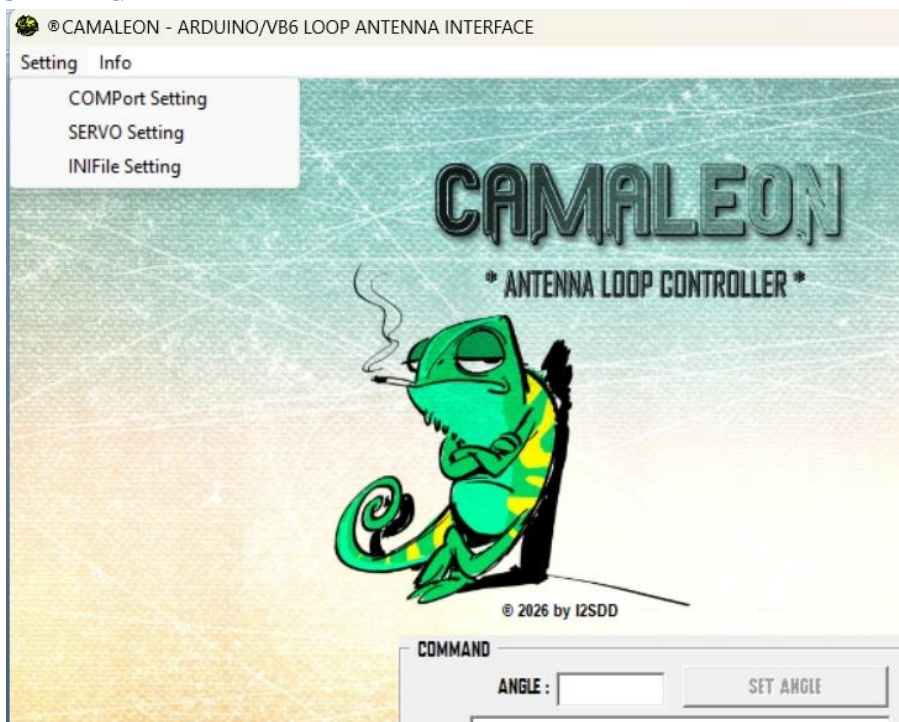 ® CAMALEON - ARDUINO/VB6 LOOP ANTENNA INTERFACE
Setting Info
COMPort Setting
SERVO Setting
INIFile Setting
CAMALEON
* ANTENNA LOOP CONTROLLER *
© 2026 by I2SDD
COMMAND
ANGLE : SET ANGLE